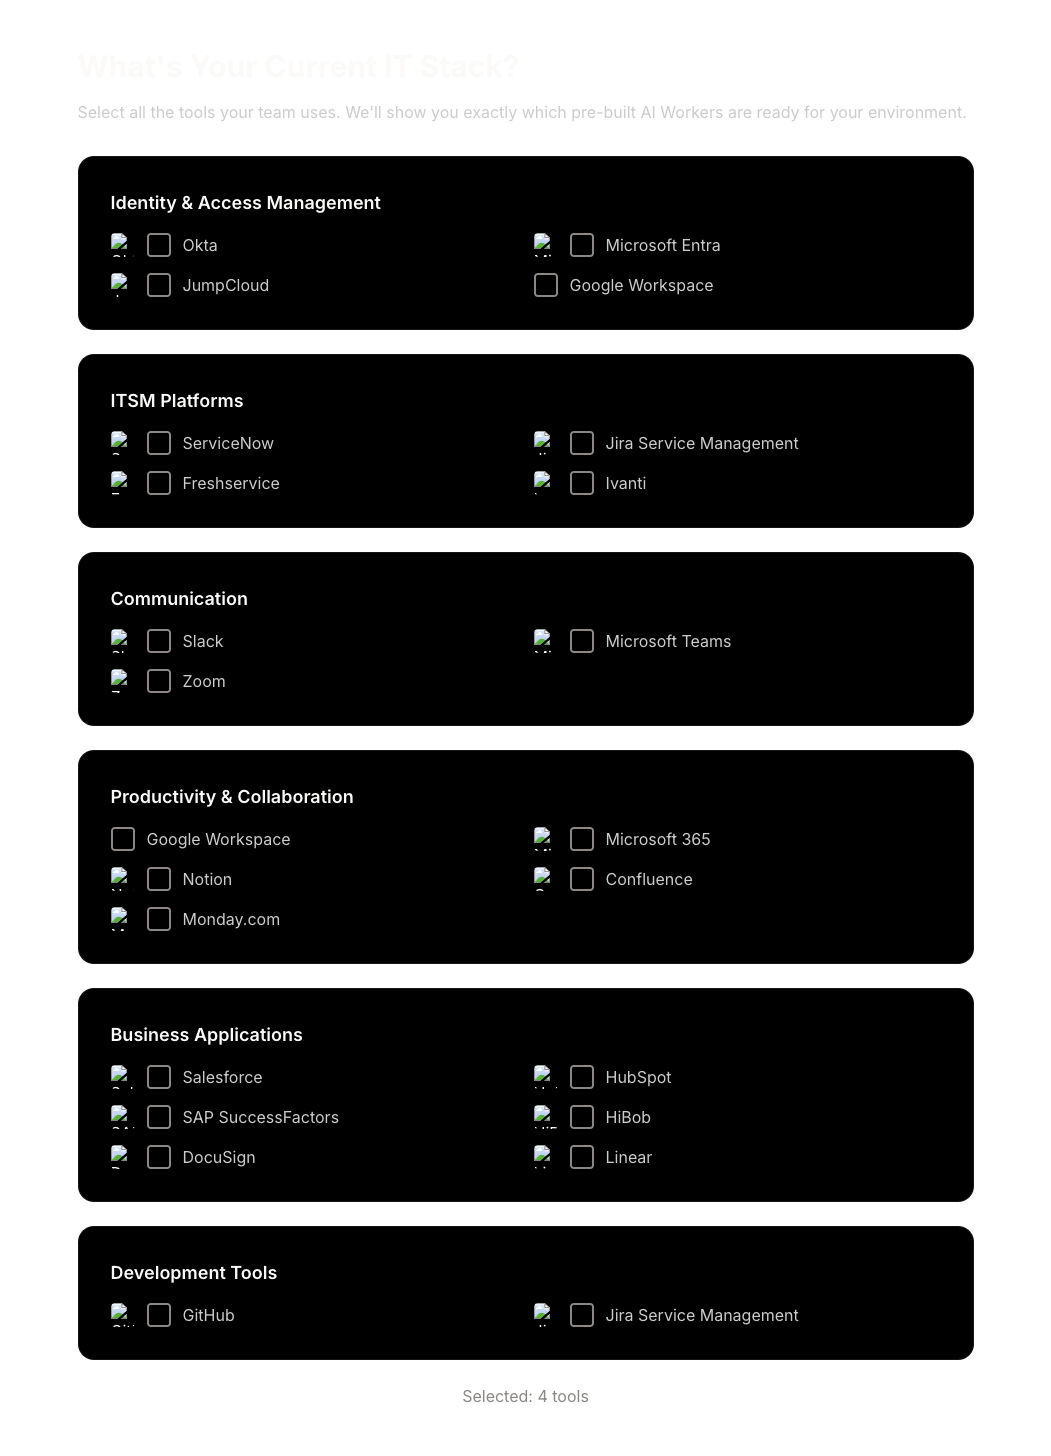 What's Your Current IT Stack?
Select all the tools your team uses. We'll show you exactly which pre-built AI Workers are ready for your environment.
Identity & Access Management
Okta
Microsoft Entra
JumpCloud
Google Workspace
ITSM Platforms
ServiceNow
Jira Service Management
Freshservice
Ivanti
Communication
Slack
Microsoft Teams
Zoom
Productivity & Collaboration
Google Workspace
Microsoft 365
Notion
Confluence
Monday.com
Business Applications
Salesforce
HubSpot
SAP SuccessFactors
HiBob
DocuSign
Linear
Development Tools
GitHub
Jira Service Management
Selected: 4 tools